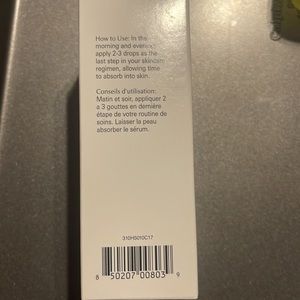 How to Use: In the
morning and evening,
apply 2-3 drops as the
last step in your skincare
regimen, allowing time
to absorb into skin.
Conseils d'utilisation:
Matin et soir, appliquer 2
à 3 gouttes en dernière
étape de votre routine de
soins. Laisser la peau
absorber le sérum.
310H5010C17
8 50207 00803 9